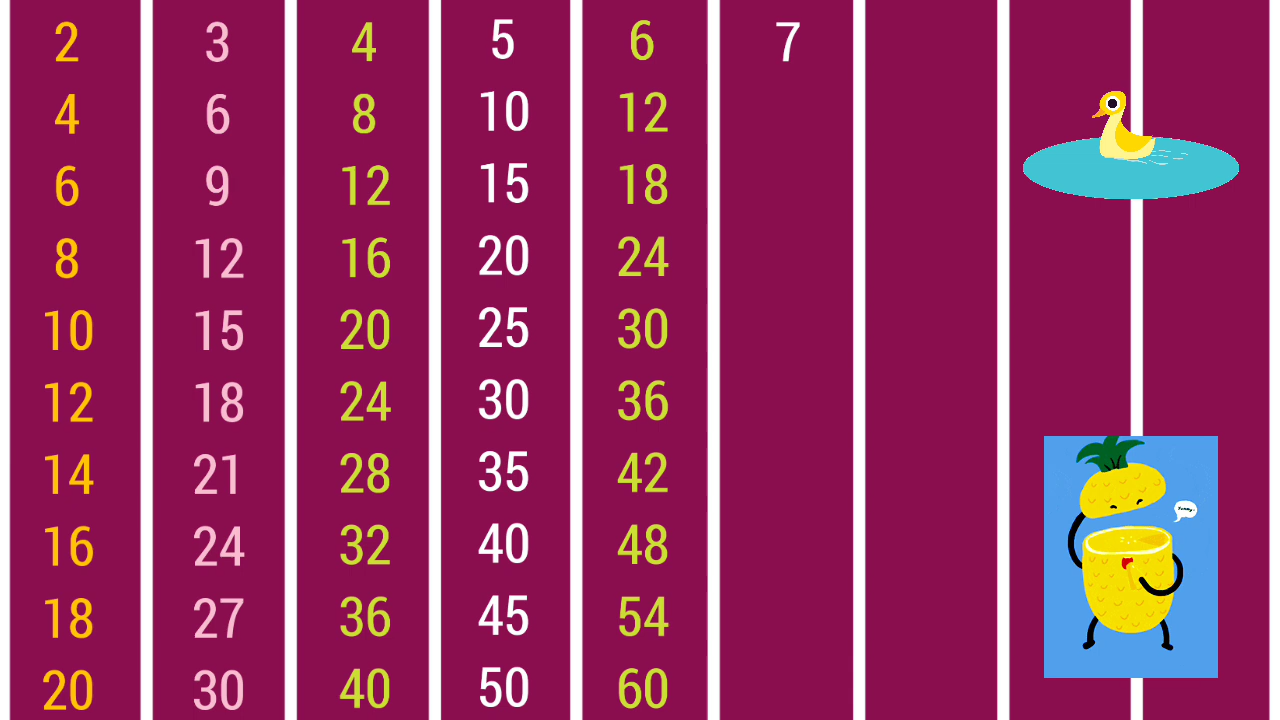 2 3 4 5 6 7
4 6 8 10 12
6 9 12 15 18
8 12 16 20 24
10 15 20 25 30
12 18 24 30 36
14 21 28 35 42
16 24 32 40 48
18 27 36 45 54
20 30 40 50 60